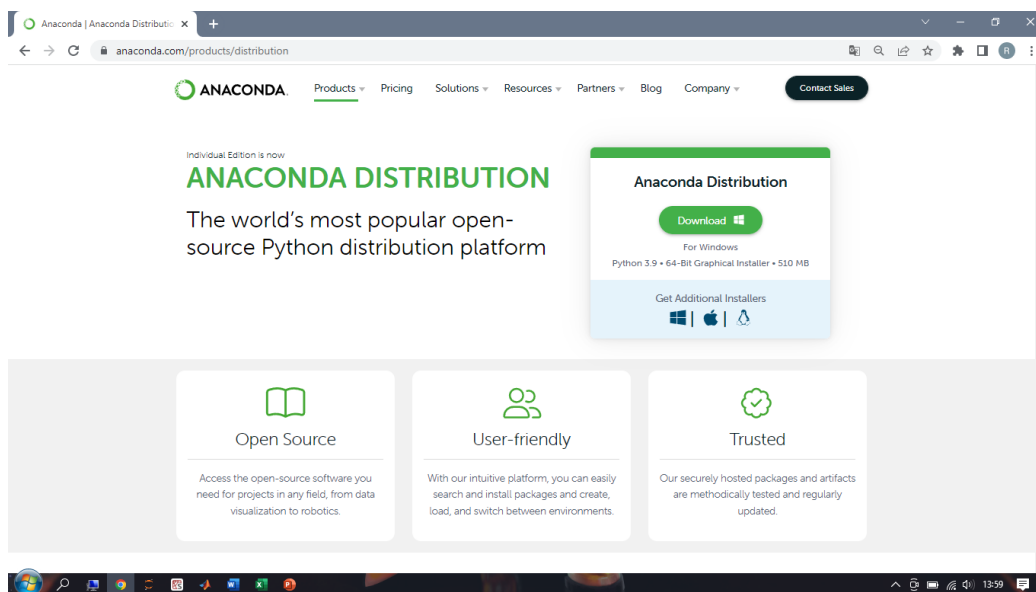 Anaconda | Anaconda Distributio
anaconda.com/products/distribution
R
ANACONDA.
Products
Pricing
Solutions
Resources
Partners
Blog
Company
Contact Sales
Individual Edition is now
ANACONDA DISTRIBUTION
The world's most popular open-
source Python distribution platform
Anaconda Distribution
Download
For Windows
Python 3.9 • 64-Bit Graphical Installer • 510 MB
Get Additional Installers
| |
Open Source
Access the open-source software you
need for projects in any field, from data
visualization to robotics.
User-friendly
With our intuitive platform, you can easily
search and install packages and create,
load, and switch between environments.
Trusted
Our securely hosted packages and artifacts
are methodically tested and regularly
updated.
13:59